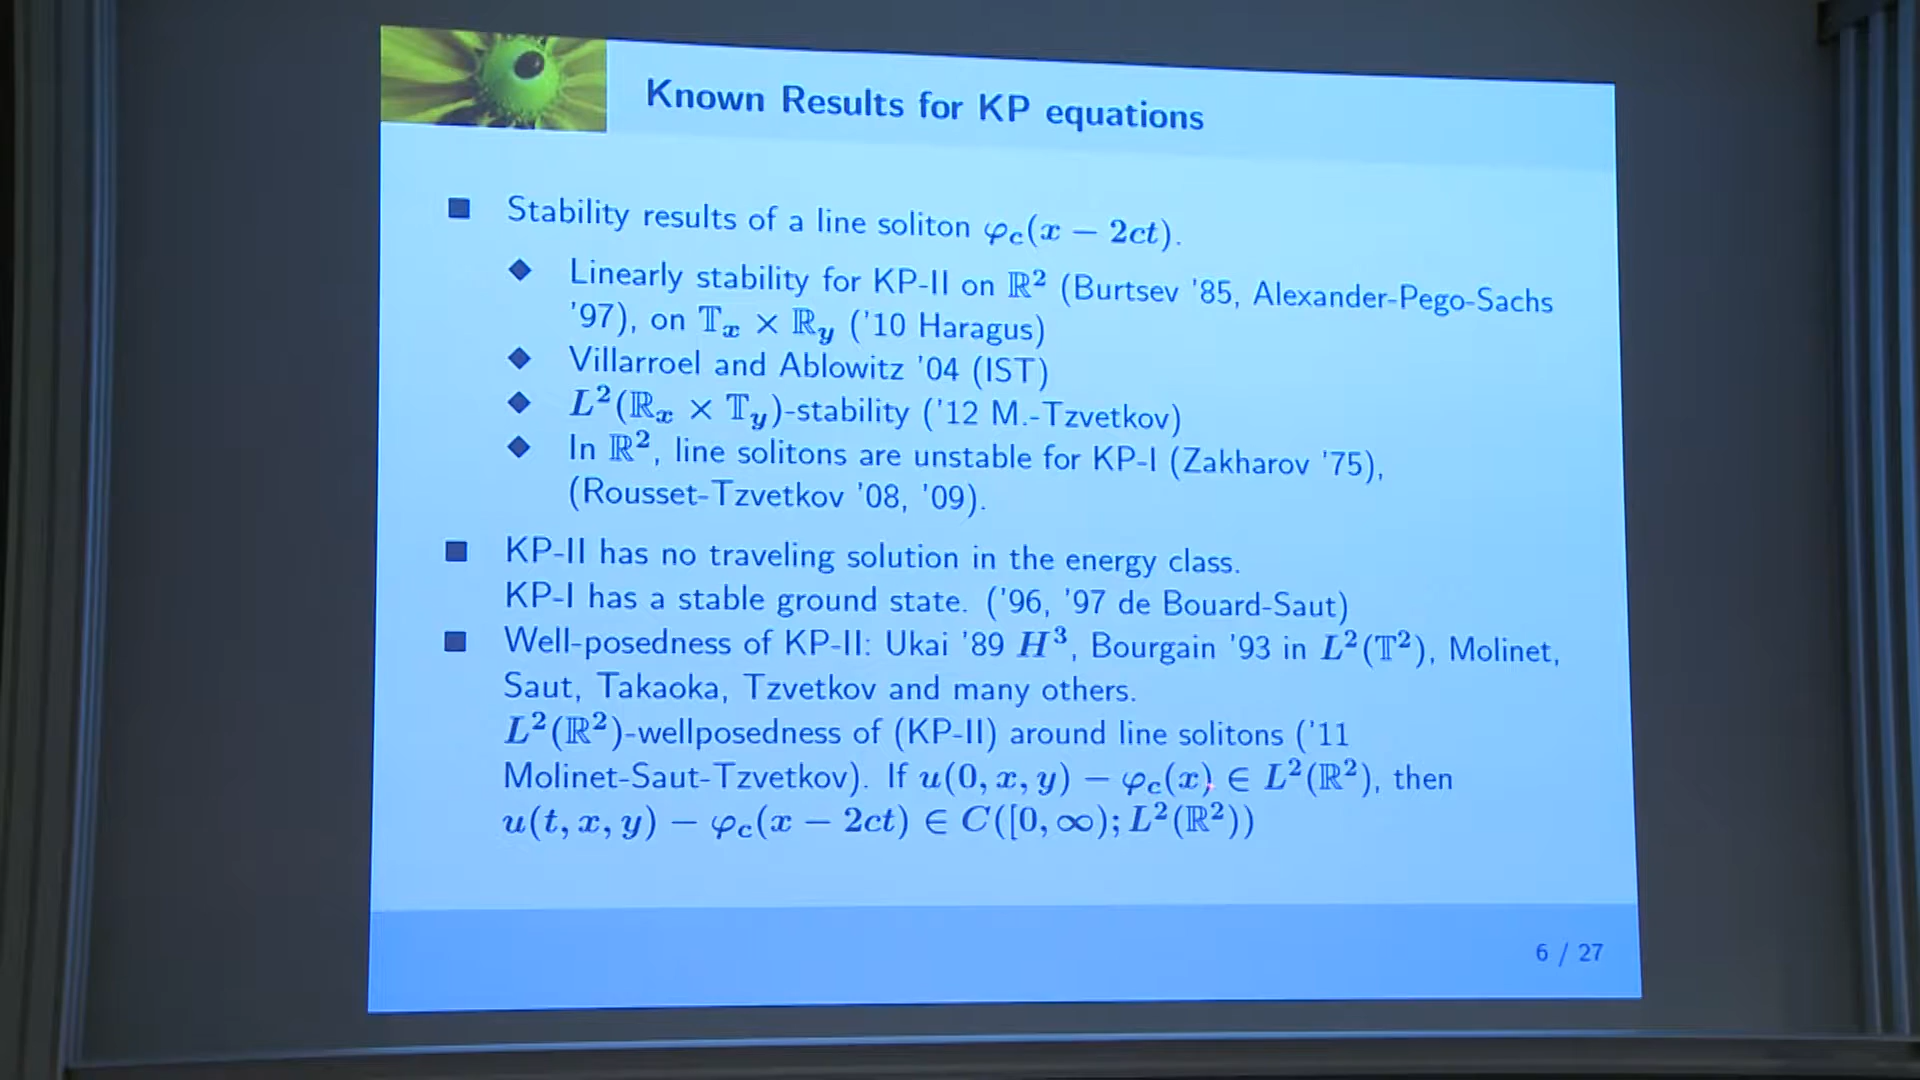 Known Results for KP equations
Stability results of a line soliton φ_c(x − 2ct).
Linearly stability for KP-II on ℝ² (Burtsev '85, Alexander-Pego-Sachs
'97), on 𝕋ₓ × ℝ_y ('10 Haragus)
Villarroel and Ablowitz '04 (IST)
L²(ℝₓ × 𝕋_y)-stability ('12 M.-Tzvetkov)
In ℝ², line solitons are unstable for KP-I (Zakharov '75),
(Rousset-Tzvetkov '08, '09).
KP-II has no traveling solution in the energy class.
KP-I has a stable ground state. ('96, '97 de Bouard-Saut)
Well-posedness of KP-II: Ukai '89 H³, Bourgain '93 in L²(𝕋²), Molinet,
Saut, Takaoka, Tzvetkov and many others.
L²(ℝ²)-wellposedness of (KP-II) around line solitons ('11
Molinet-Saut-Tzvetkov). If u(0, x, y) − φ_c(x) ∈ L²(ℝ²), then
u(t, x, y) − φ_c(x − 2ct) ∈ C([0, ∞); L²(ℝ²))
6 / 27